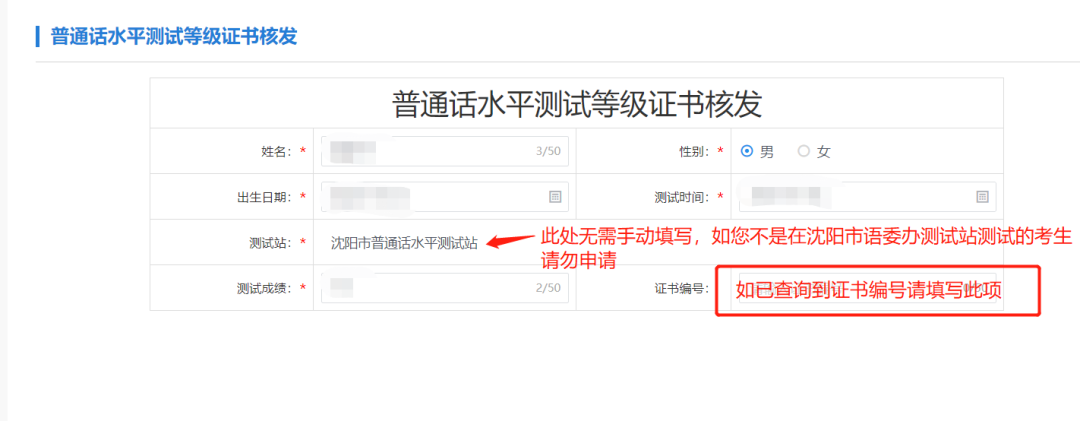 普通话水平测试等级证书核发
普通话水平测试等级证书核发
姓名: * 3/50 性别: * 男 女
出生日期: * 测试时间: *
测试站: * 沈阳市普通话水平测试站 此处无需手动填写，如您不是在沈阳市语委办测试站测试的考生
请勿申请
测试成绩: * 2/50 证书编号: 如已查询到证书编号请填写此项